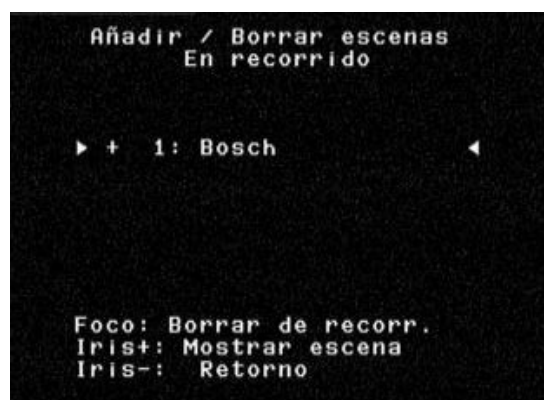 Añadir / Borrar escenas
En recorrido
+ 1: Bosch
Foco: Borrar de recorr.
Iris+: Mostrar escena
Iris-: Retorno